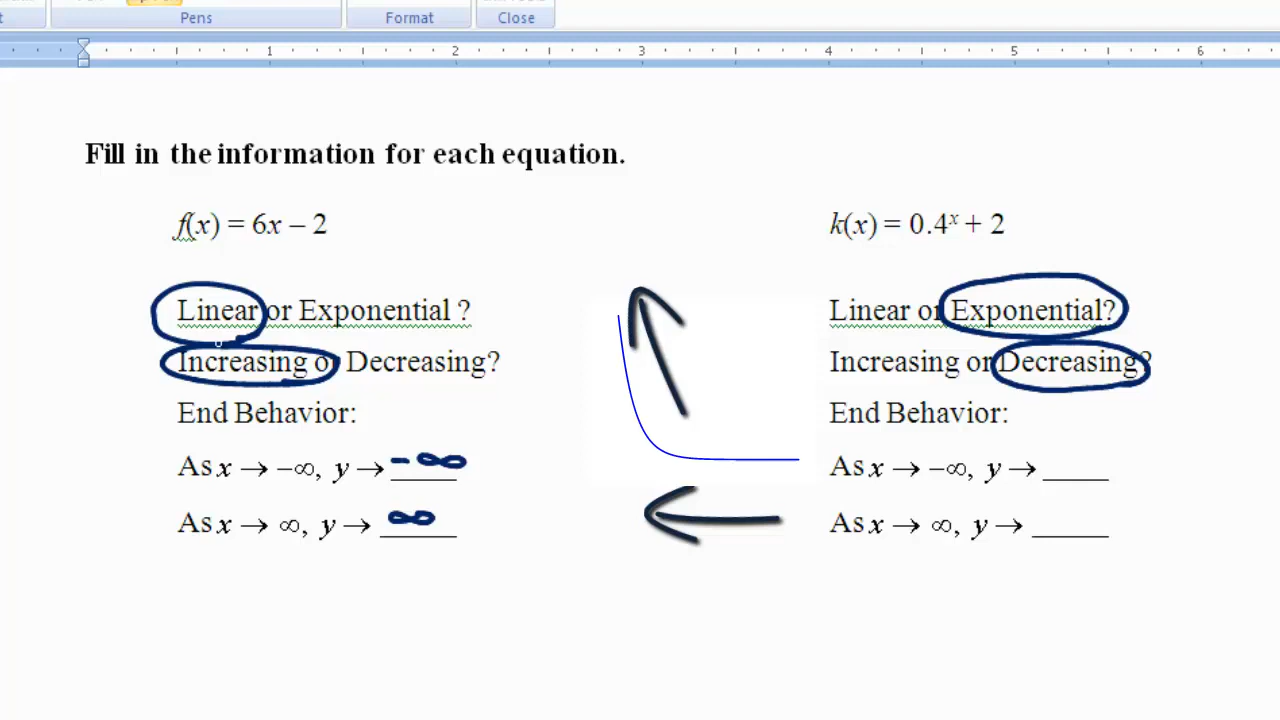 Pens Format Close
1 2 3 4 5 6
Fill in the information for each equation.
f(x) = 6x – 2
k(x) = 0.4ˣ + 2
Linear or Exponential ?
Linear or Exponential?
Increasing or Decreasing?
Increasing or Decreasing?
End Behavior:
End Behavior:
As x → −∞, y → - ∞
As x → −∞, y → _____
As x → ∞, y → ∞
As x → ∞, y → _____